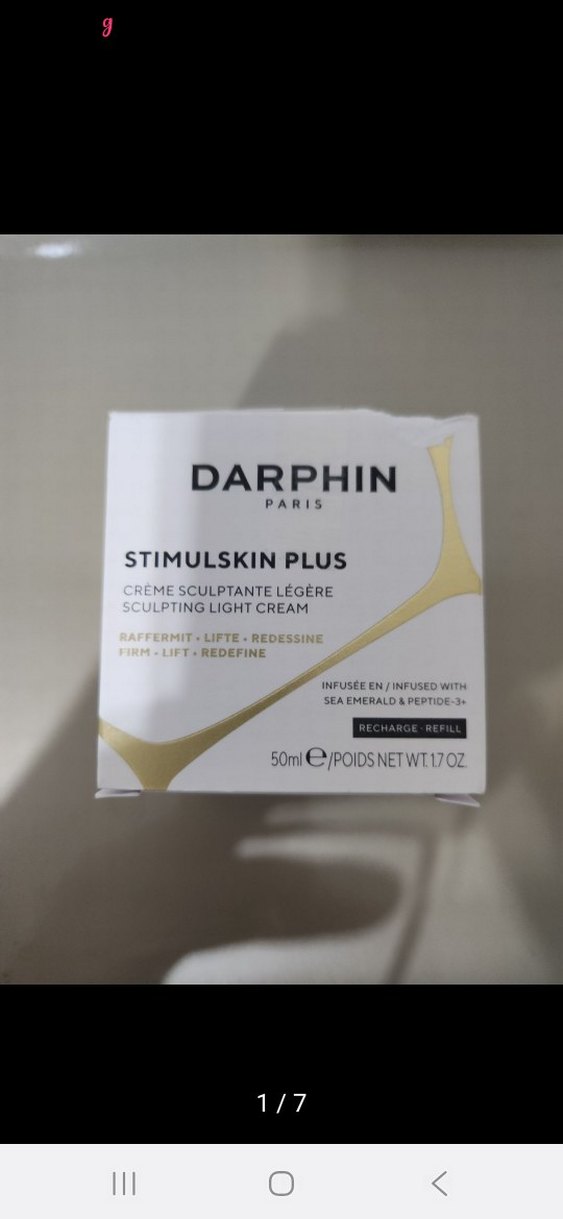 g
DARPHIN
PARIS
STIMULSKIN PLUS
CRÈME SCULPTANTE LÉGÈRE
SCULPTING LIGHT CREAM
RAFFERMIT • LIFTE • REDESSINE
FIRM • LIFT • REDEFINE
INFUSÉE EN / INFUSED WITH
SEA EMERALD & PEPTIDE-3+
RECHARGE · REFILL
50ml e/POIDS NET WT. 1.7 OZ.
1 / 7